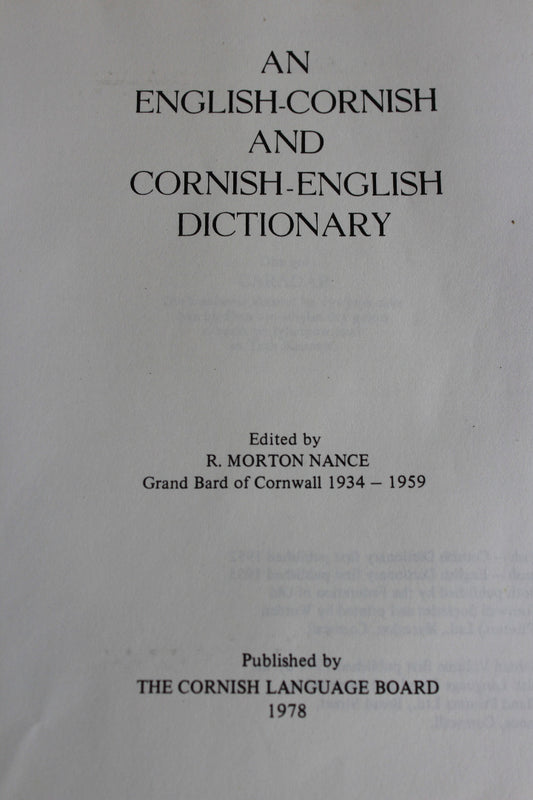 AN
ENGLISH-CORNISH
AND
CORNISH-ENGLISH
DICTIONARY
Edited by
R. MORTON NANCE
Grand Bard of Cornwall 1934 – 1959
Published by
THE CORNISH LANGUAGE BOARD
1978